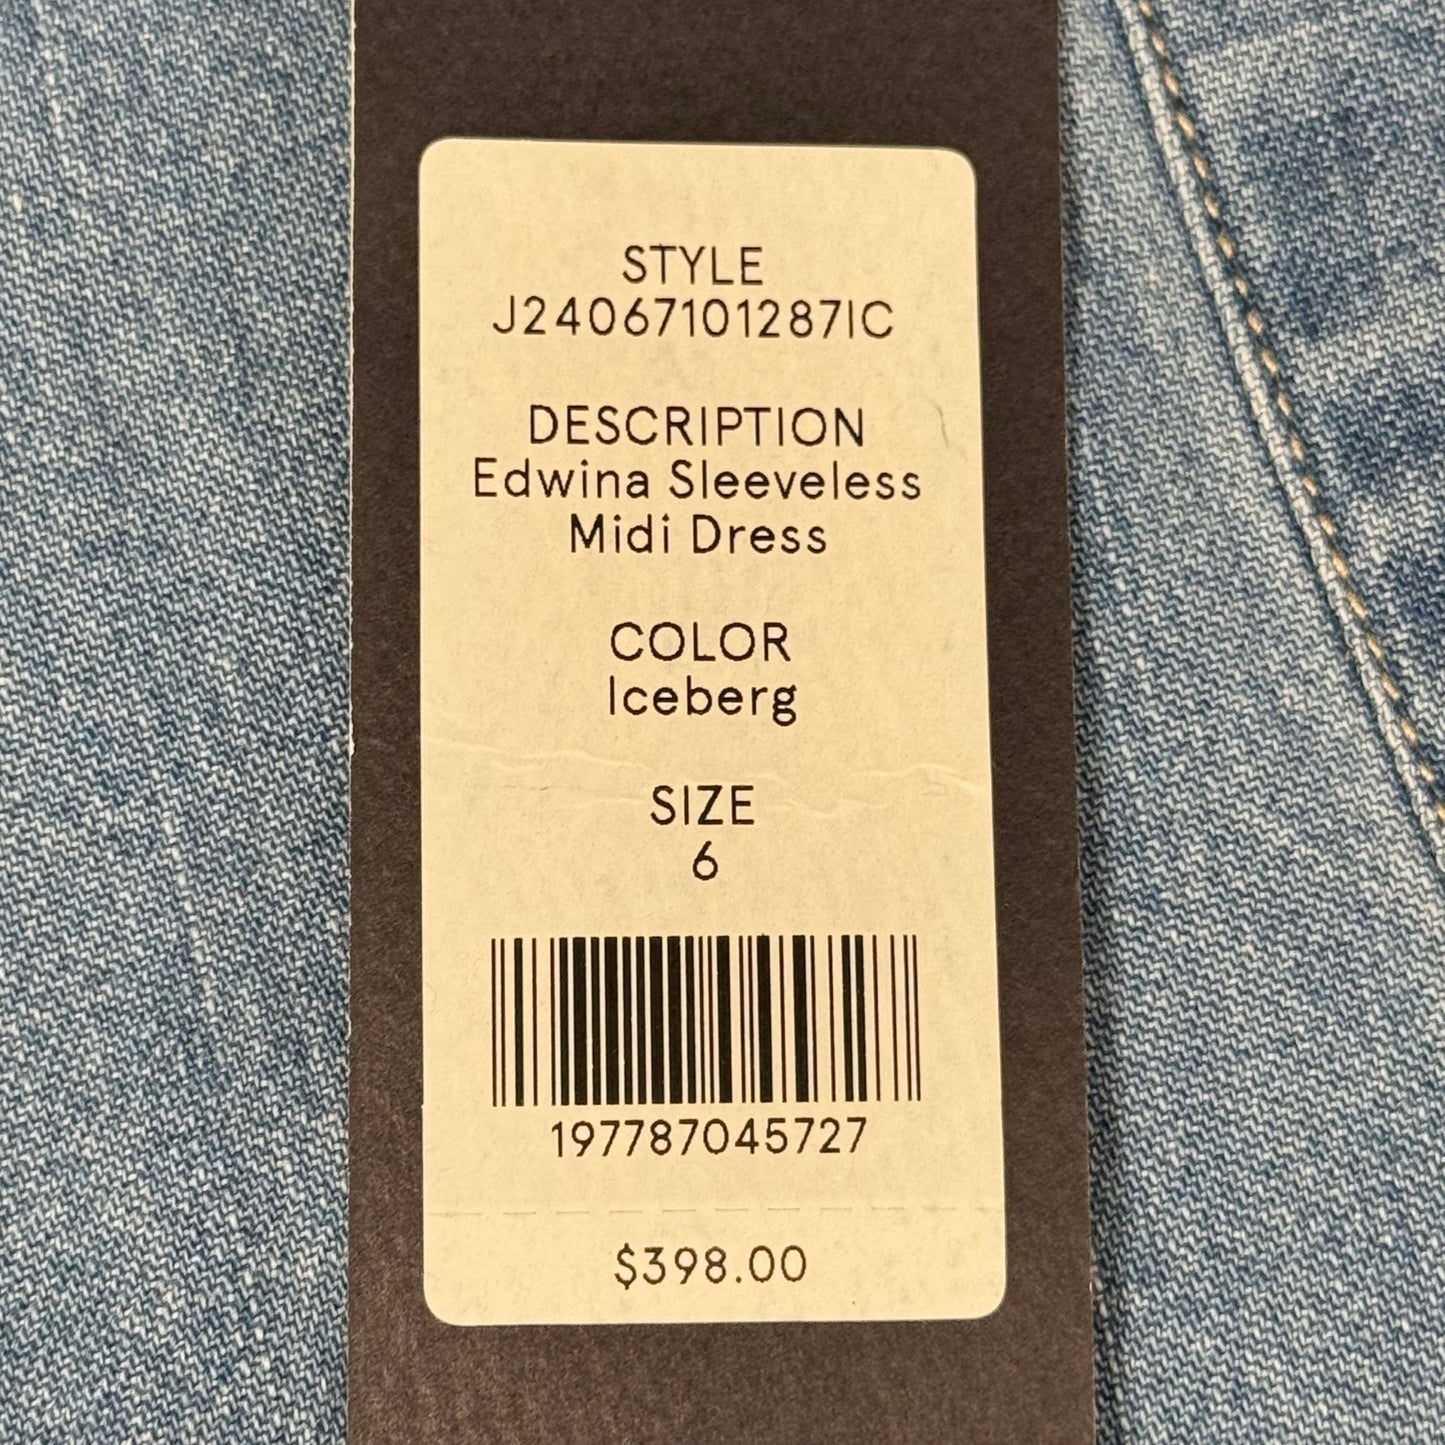 STYLE
J24067101287IC
DESCRIPTION
Edwina Sleeveless
Midi Dress
COLOR
Iceberg
SIZE
6
197787045727
$398.00